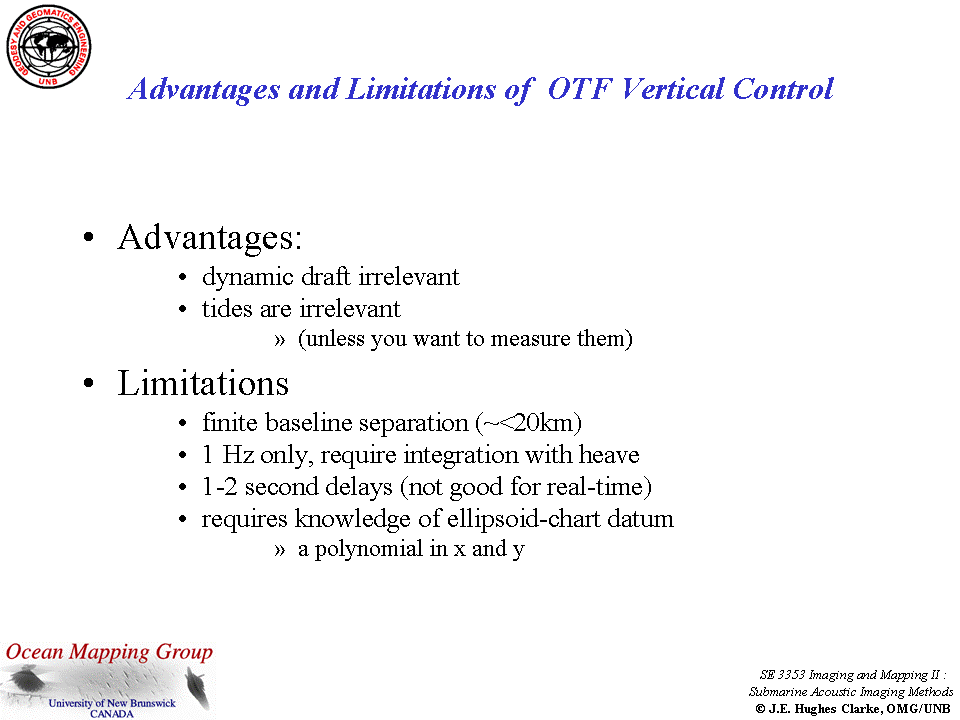 GEODESY AND GEOMATICS ENGINEERING
UNB
Advantages and Limitations of OTF Vertical Control
• Advantages:
• dynamic draft irrelevant
• tides are irrelevant
» (unless you want to measure them)
• Limitations
• finite baseline separation (~<20km)
• 1 Hz only, require integration with heave
• 1-2 second delays (not good for real-time)
• requires knowledge of ellipsoid-chart datum
» a polynomial in x and y
Ocean Mapping Group
University of New Brunswick
CANADA
SE 3353 Imaging and Mapping II :
Submarine Acoustic Imaging Methods
© J.E. Hughes Clarke, OMG/UNB